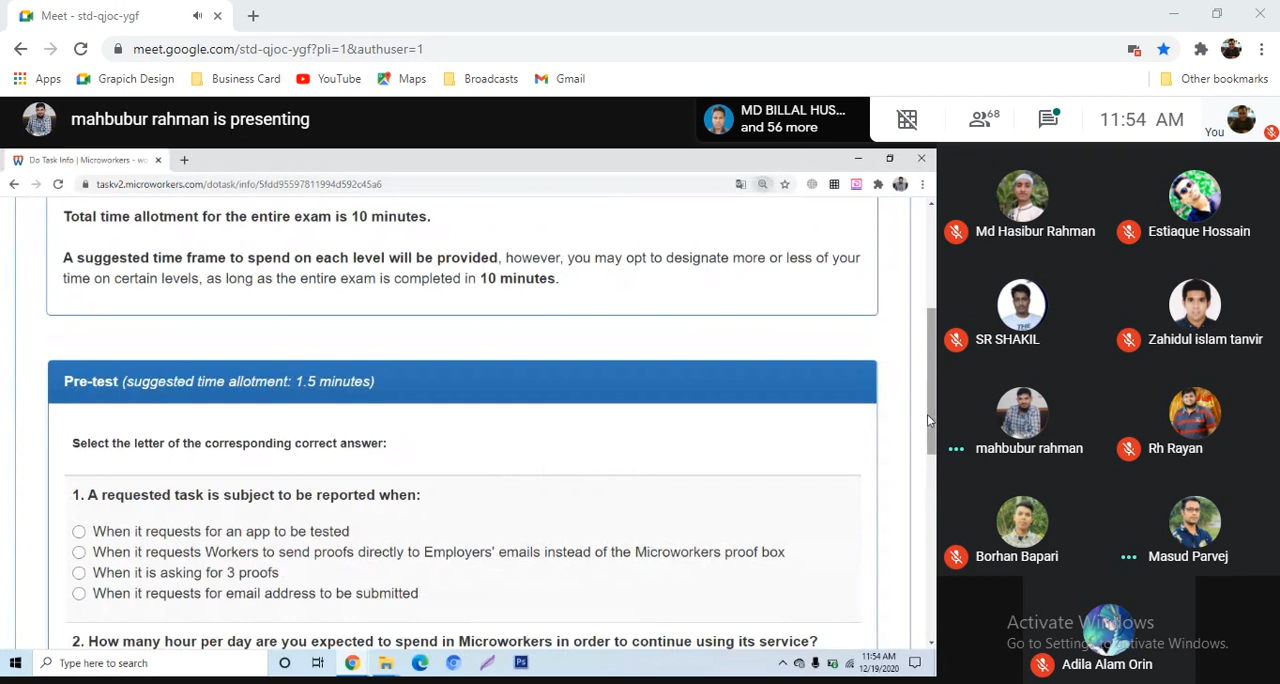 Meet - std-qjoc-ygf
meet.google.com/std-qjoc-ygf?pli=1&authuser=1
Apps
Grapich Design
Business Card
YouTube
Maps
Broadcasts
Gmail
Other bookmarks
mahbubur rahman is presenting
MD BILLAL HUS...
and 56 more
68
11:54 AM
You
Do Task Info | Microworkers - wo
taskv2.microworkers.com/dotask/info/5fdd95597811994d592c45a6
Total time allotment for the entire exam is 10 minutes.
A suggested time frame to spend on each level will be provided, however, you may opt to designate more or less of your
time on certain levels, as long as the entire exam is completed in 10 minutes.
Pre-test (suggested time allotment: 1.5 minutes)
Select the letter of the corresponding correct answer:
1. A requested task is subject to be reported when:
When it requests for an app to be tested
When it requests Workers to send proofs directly to Employers' emails instead of the Microworkers proof box
When it is asking for 3 proofs
When it requests for email address to be submitted
2. How many hour per day are you expected to spend in Microworkers in order to continue using its service?
Type here to search
Ps
11:54 AM
12/19/2020
Md Hasibur Rahman
Estiaque Hossain
SR SHAKIL
Zahidul islam tanvir
mahbubur rahman
Rh Rayan
Borhan Bapari
Masud Parvej
Activate Windows
Go to Settings to activate Windows.
Adila Alam Orin